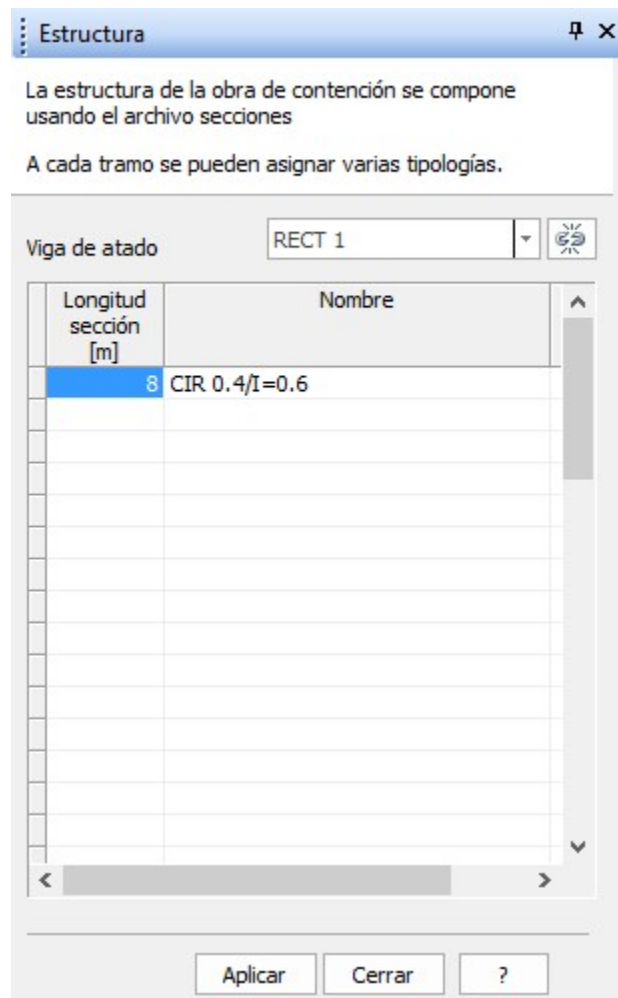 Estructura
La estructura de la obra de contención se compone
usando el archivo secciones
A cada tramo se pueden asignar varias tipologías.
Viga de atado
RECT 1
Longitud
sección
[m]
Nombre
8 CIR 0.4/I=0.6
Aplicar Cerrar ?